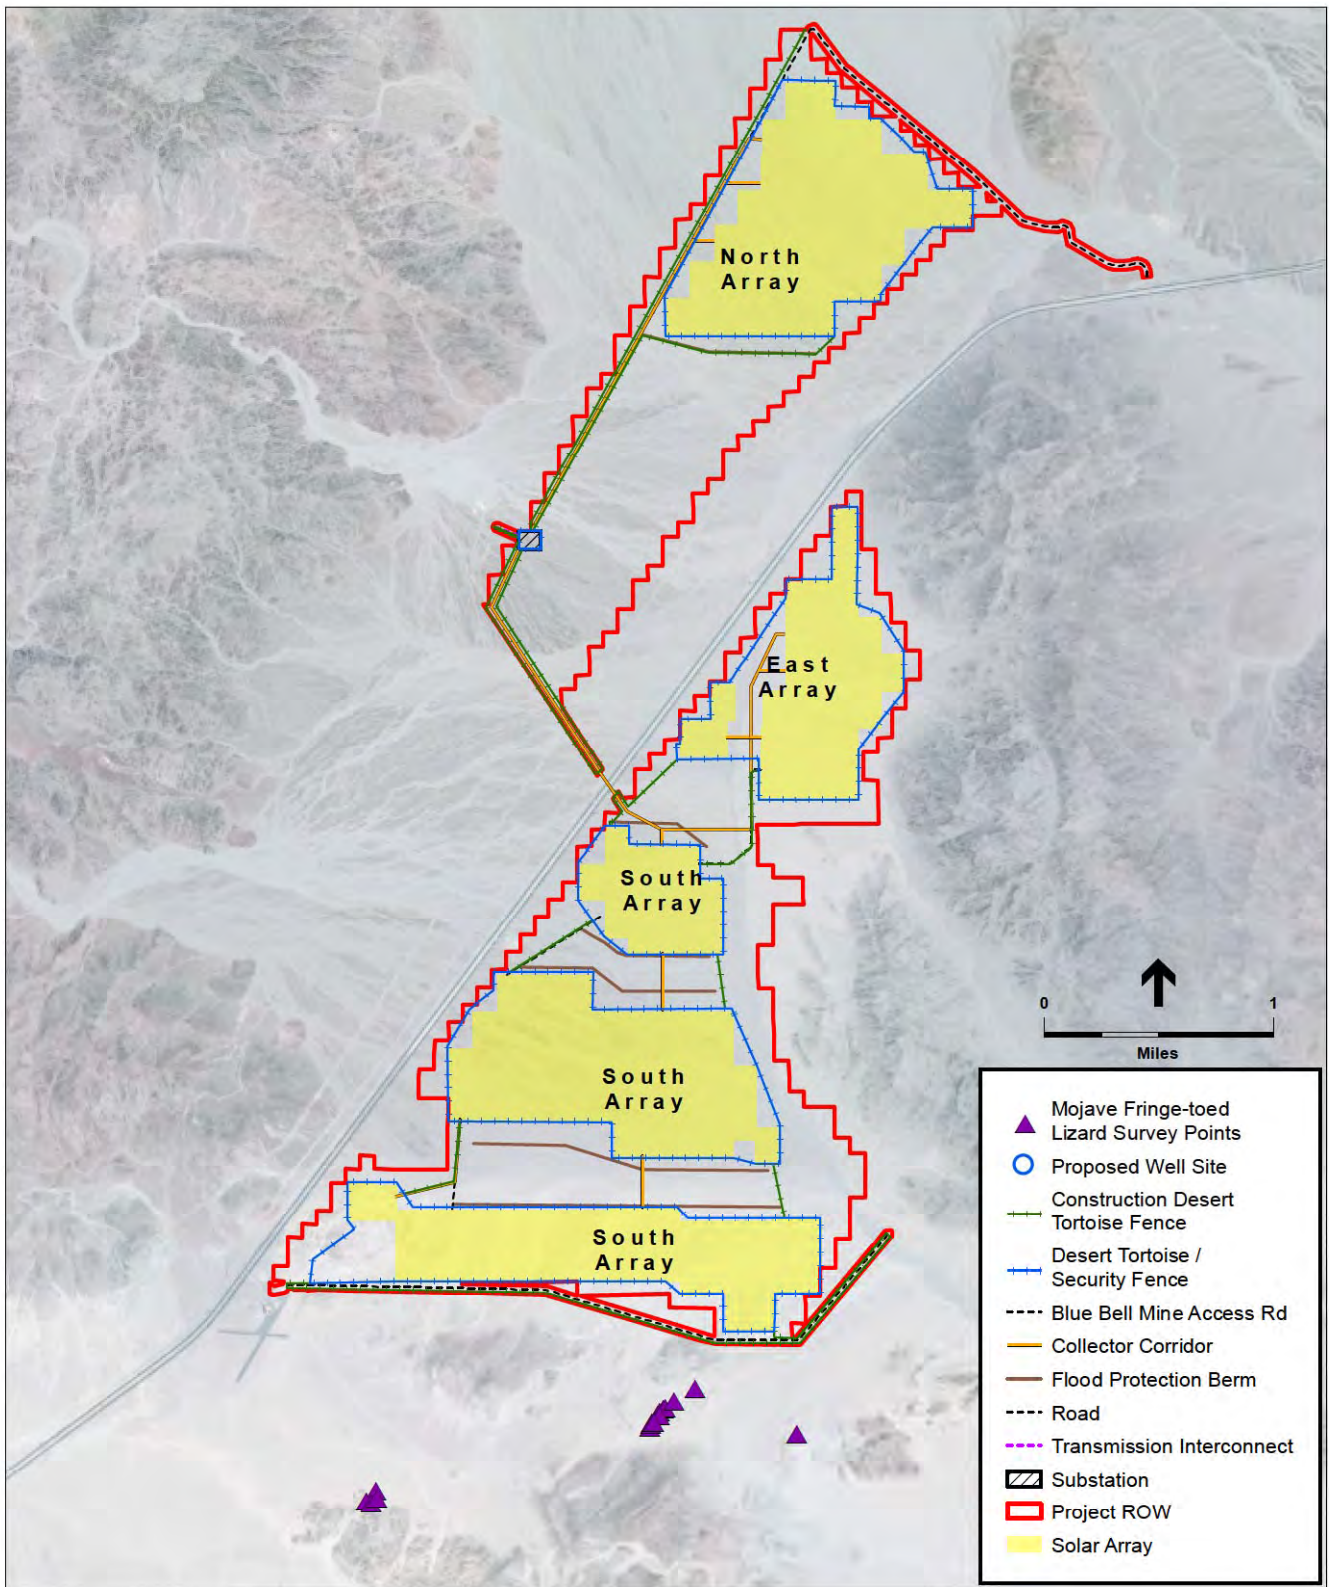 North
Array
East
Array
South
Array
South
Array
South
Array
0 1
Miles
Mojave Fringe-toed
Lizard Survey Points
Proposed Well Site
Construction Desert
Tortoise Fence
Desert Tortoise /
Security Fence
Blue Bell Mine Access Rd
Collector Corridor
Flood Protection Berm
Road
Transmission Interconnect
Substation
Project ROW
Solar Array